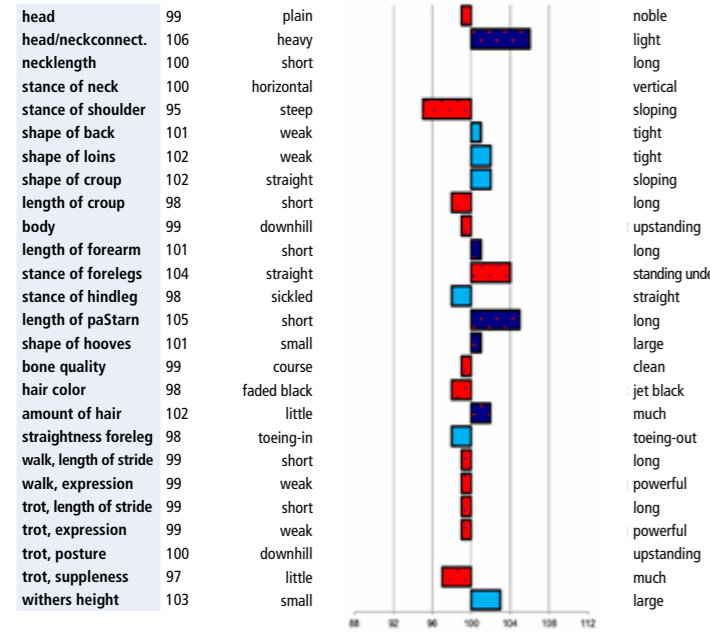 head 99 plain noble
head/neckconnect. 106 heavy light
necklength 100 short long
stance of neck 100 horizontal vertical
stance of shoulder 95 steep sloping
shape of back 101 weak tight
shape of loins 102 weak tight
shape of croup 102 straight sloping
length of croup 98 short long
body 99 downhill upstanding
length of forearm 101 short long
stance of forelegs 104 straight standing unde
stance of hindleg 98 sickled straight
length of paStarn 105 short long
shape of hooves 101 small large
bone quality 99 course clean
hair color 98 faded black jet black
amount of hair 102 little much
straightness foreleg 98 toeing-in toeing-out
walk, length of stride 99 short long
walk, expression 99 weak powerful
trot, length of stride 99 short long
trot, expression 99 weak powerful
trot, posture 100 downhill upstanding
trot, suppleness 97 little much
withers height 103 small large
88 92 96 100 104 108 112